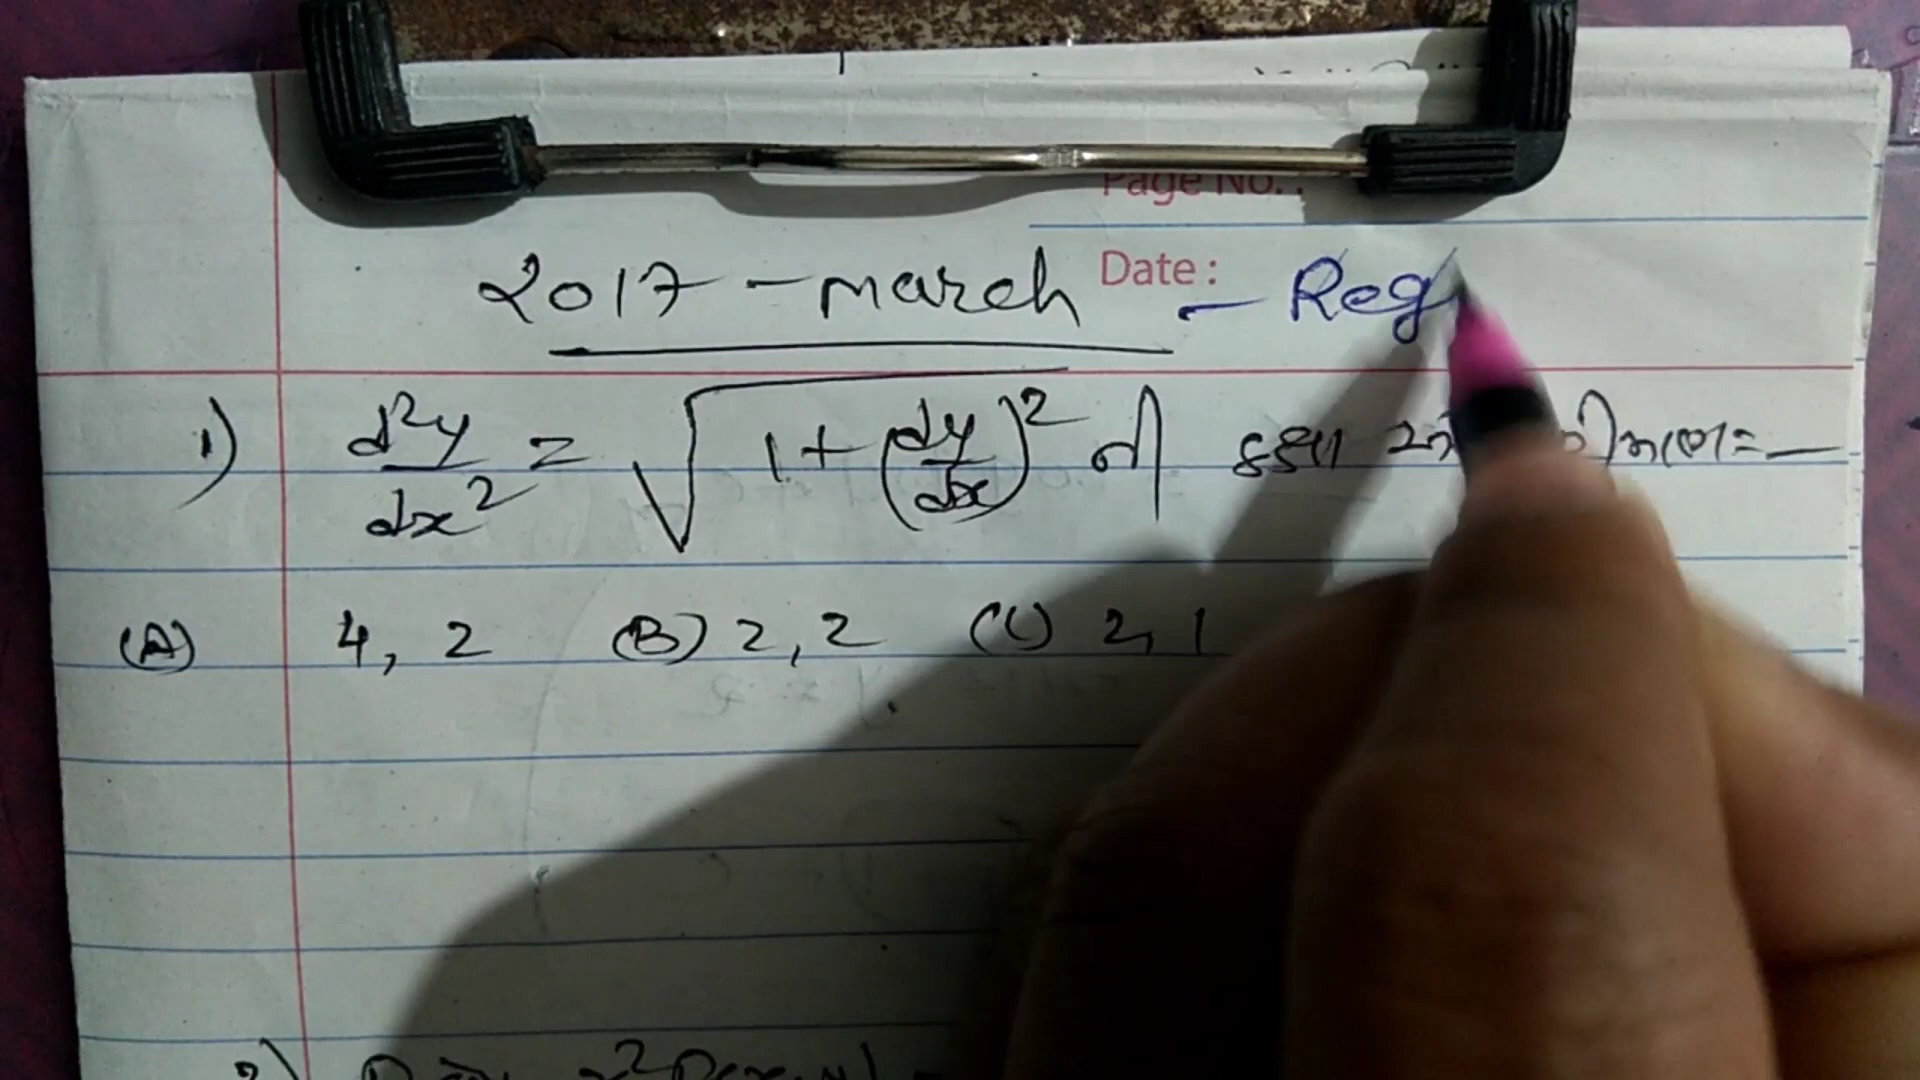 Page No. :
2017 - march Date : - Reg
1) d²y/dx² = √1 + (dy/dx)² ની કક્ષા = _
(A) 4, 2 (B) 2, 2 (C) 2, 1